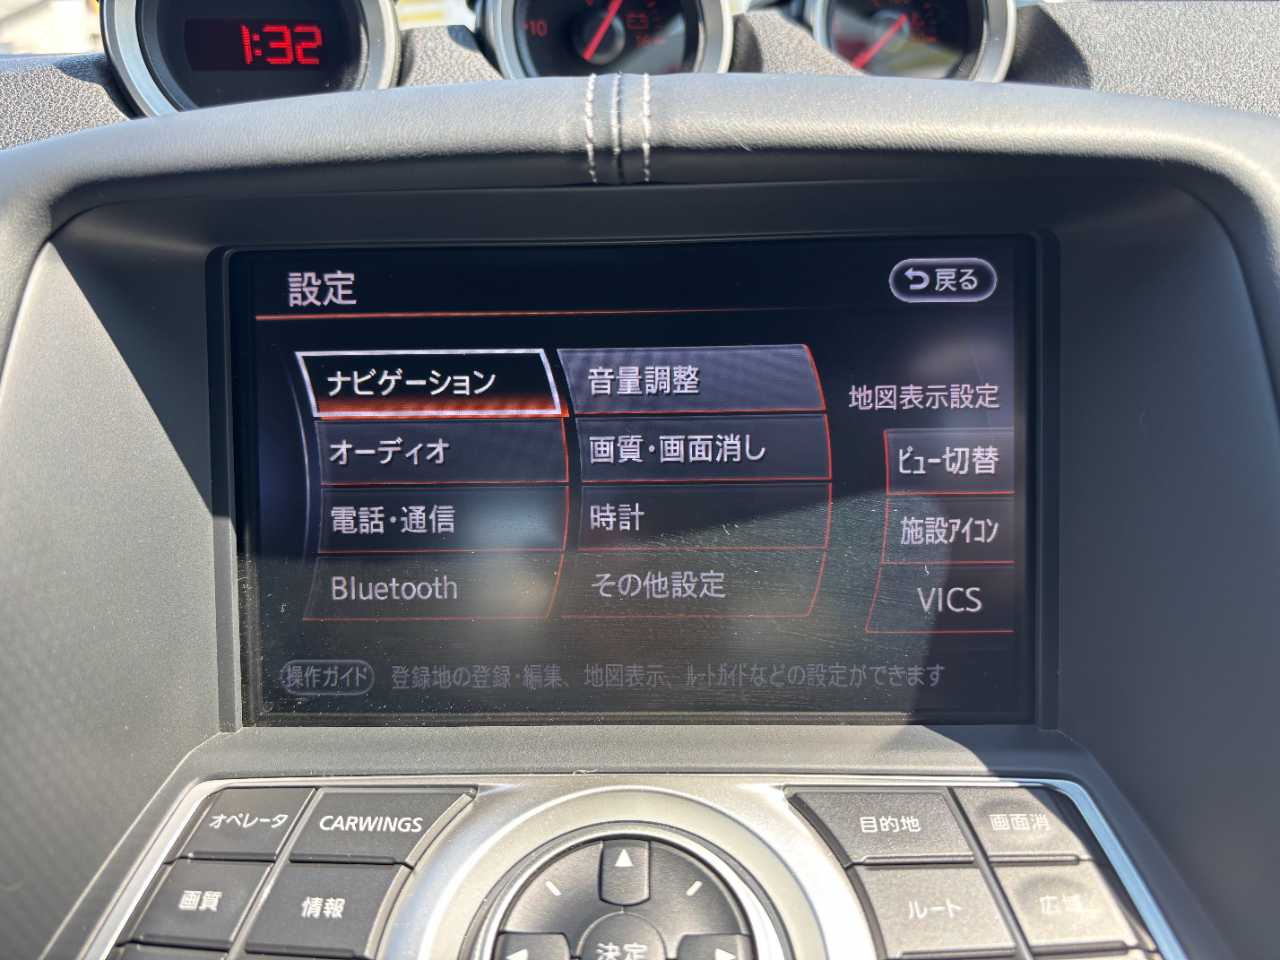 1:32
+10
設定
戻る
ナビゲーション
音量調整
地図表示設定
オーディオ
画質・画面消し
ビュー切替
電話・通信
時計
施設アイコン
Bluetooth
その他設定
VICS
操作ガイド 登録地の登録・編集、地図表示、ルートガイドなどの設定ができます
オペレータ
CARWINGS
目的地
画面消
画質
情報
ルート
広域
決定